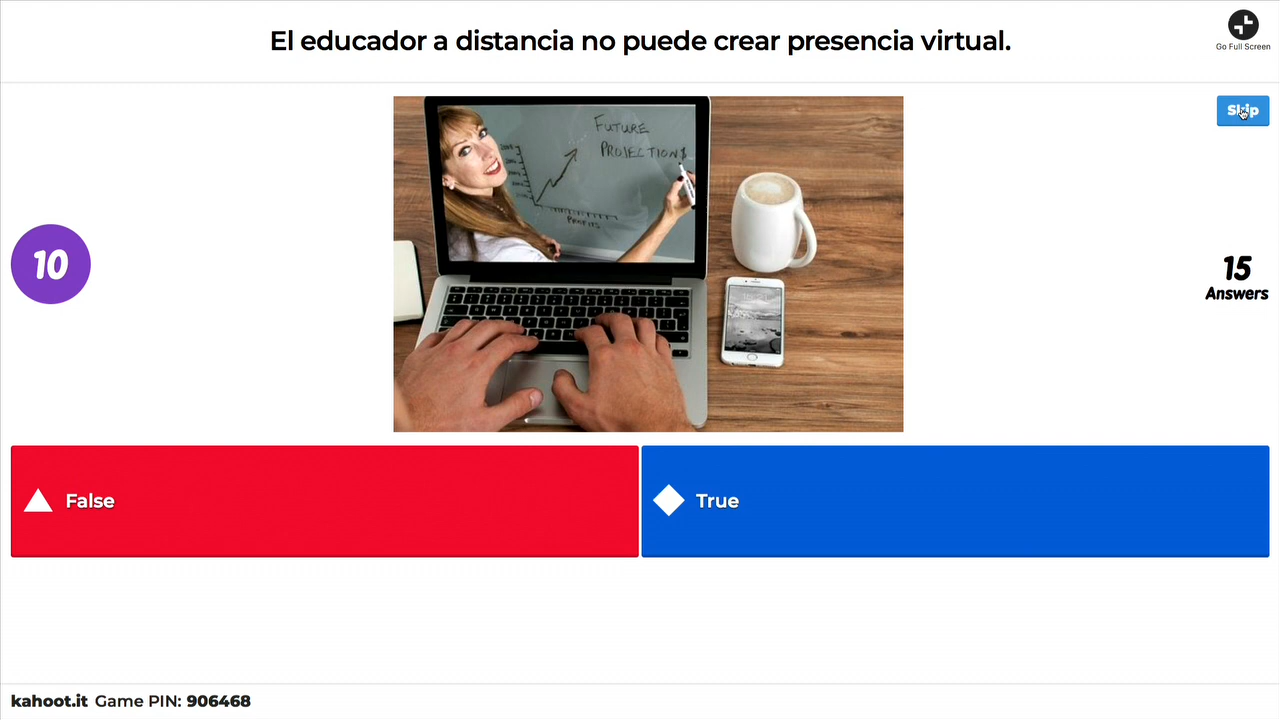 El educador a distancia no puede crear presencia virtual.
Go Full Screen
Skip
FUTURE
PROJECTIONS
PROFITS
10
15
Answers
False
True
kahoot.it Game PIN: 906468